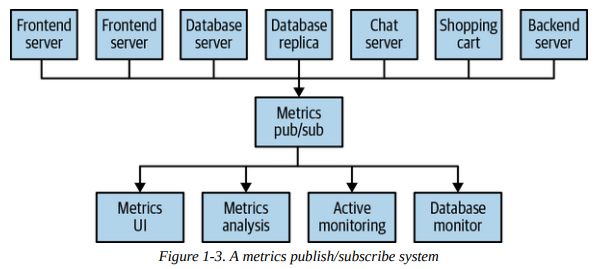 Frontend server
Frontend server
Database server
Database replica
Chat server
Shopping cart
Backend server
Metrics pub/sub
Metrics UI
Metrics analysis
Active monitoring
Database monitor
Figure 1-3. A metrics publish/subscribe system